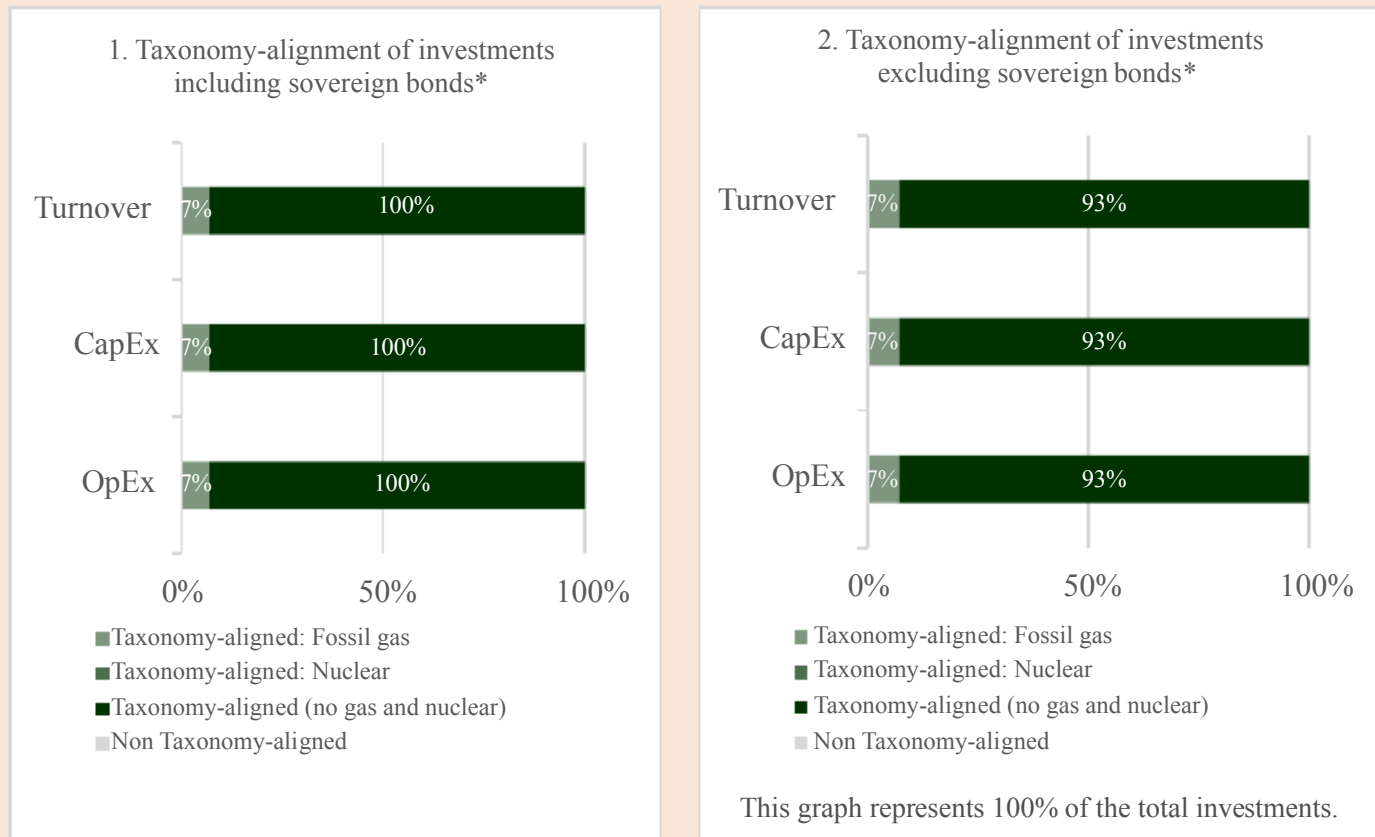 1. Taxonomy-alignment of investments
including sovereign bonds*
Turnover
7%
100%
CapEx
7%
100%
OpEx
7%
100%
0%
50%
100%
Taxonomy-aligned: Fossil gas
Taxonomy-aligned: Nuclear
Taxonomy-aligned (no gas and nuclear)
Non Taxonomy-aligned
2. Taxonomy-alignment of investments
excluding sovereign bonds*
Turnover
7%
93%
CapEx
7%
93%
OpEx
7%
93%
0%
50%
100%
Taxonomy-aligned: Fossil gas
Taxonomy-aligned: Nuclear
Taxonomy-aligned (no gas and nuclear)
Non Taxonomy-aligned
This graph represents 100% of the total investments.